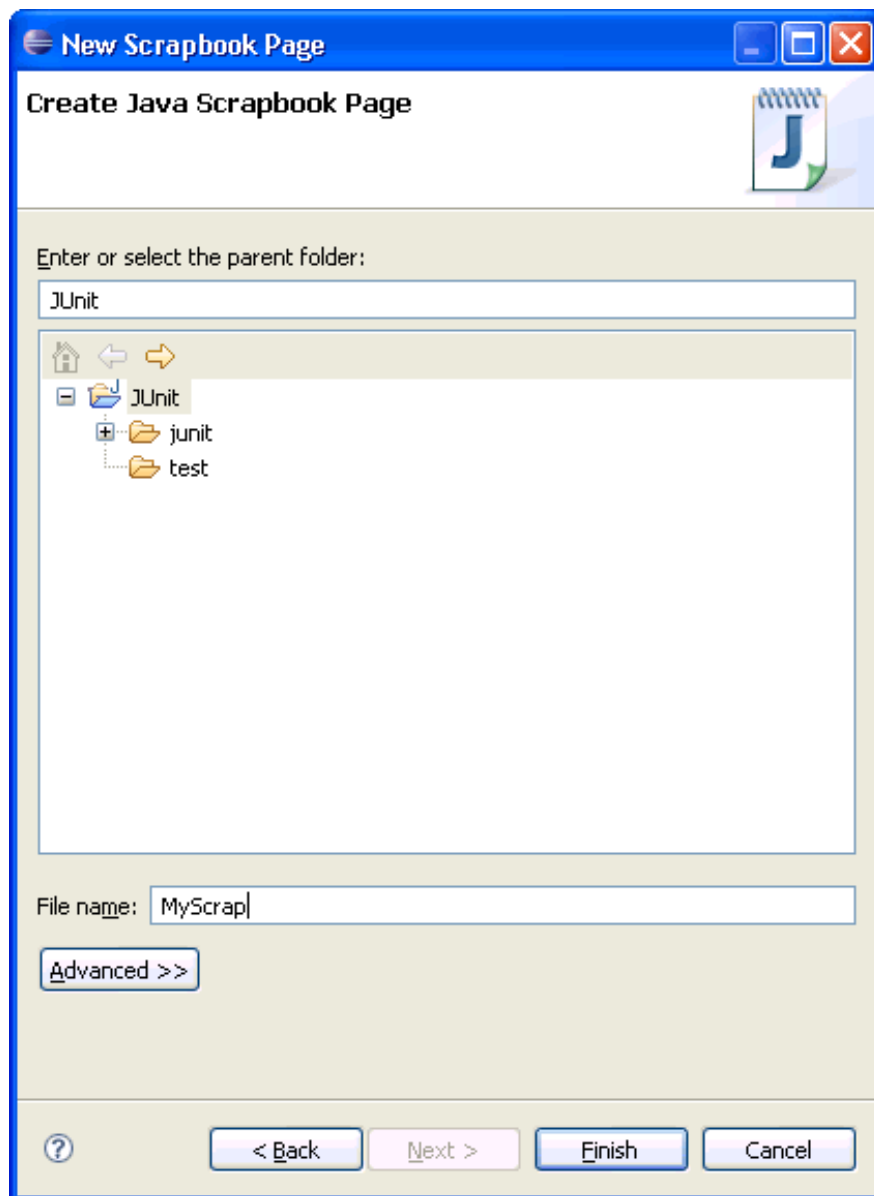 New Scrapbook Page
Create Java Scrapbook Page
J
Enter or select the parent folder:
JUnit
JUnit
junit
test
File name: MyScrap
Advanced >>
? < Back Next > Finish Cancel